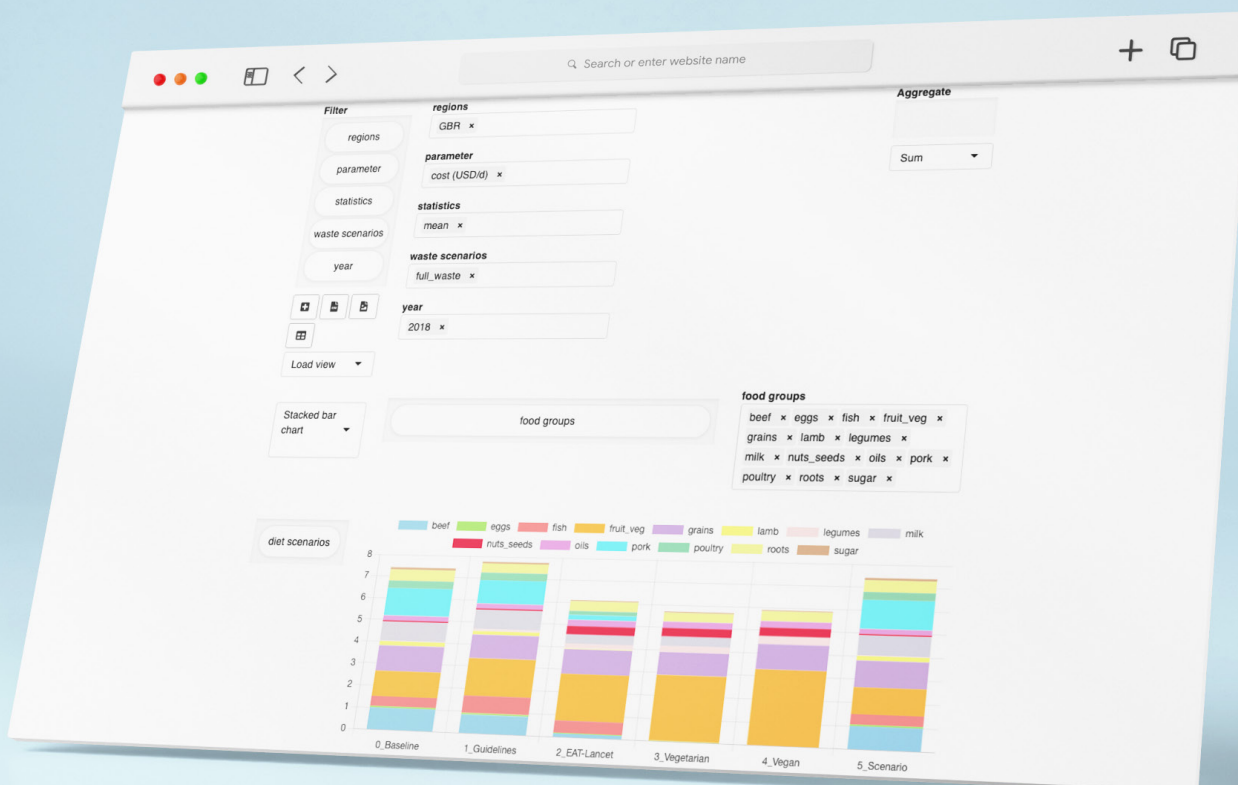 Search or enter website name
Filter
regions
parameter
statistics
waste scenarios
year
Load view
regions
GBR ×
parameter
cost (USD/d) ×
statistics
mean ×
waste scenarios
full_waste ×
year
2018 ×
Aggregate
Sum
Stacked bar
chart
food groups
food groups
beef × eggs × fish × fruit_veg ×
grains × lamb × legumes ×
milk × nuts_seeds × oils × pork ×
poultry × roots × sugar ×
diet scenarios
beef eggs fish fruit_veg grains lamb legumes milk
nuts_seeds oils pork poultry roots sugar
8
7
6
5
4
3
2
1
0
0_Baseline 1_Guidelines 2_EAT-Lancet 3_Vegetarian 4_Vegan 5_Scenario